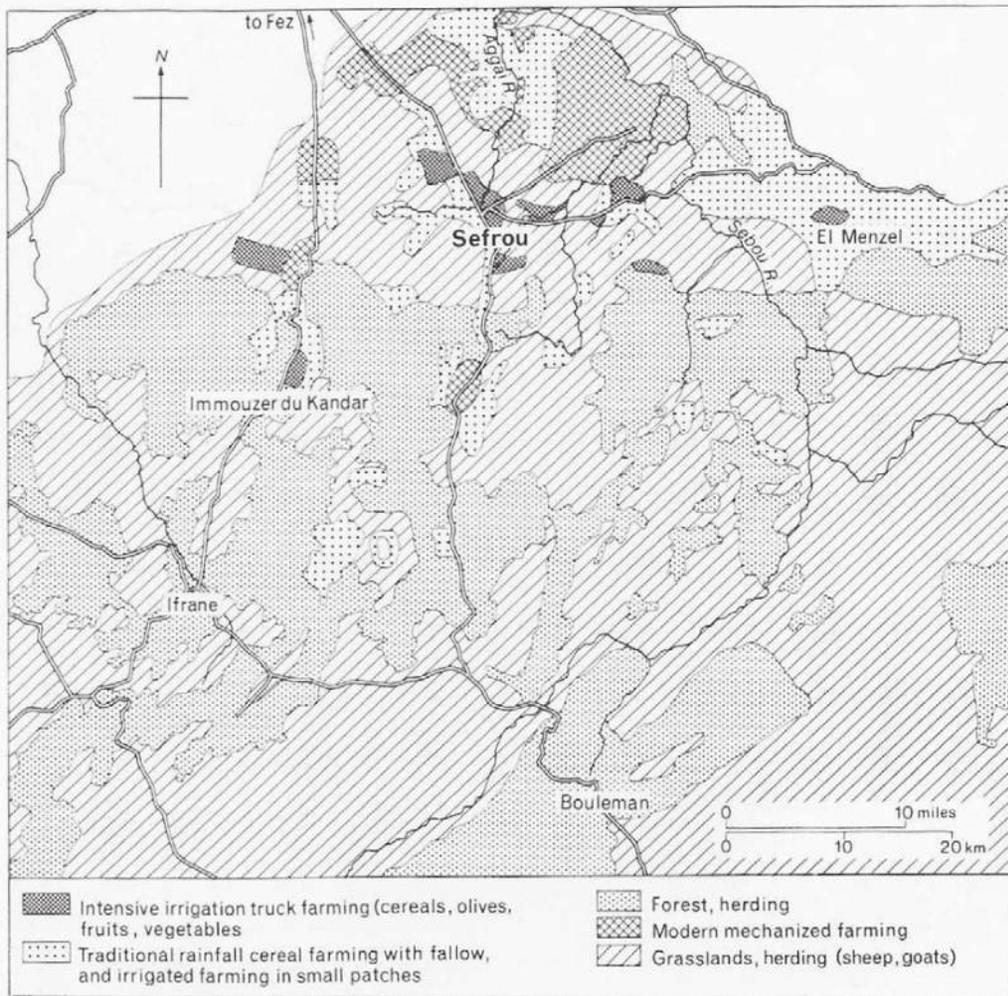 to Fez
N
Aggai R.
Sefrou
El Menzel
Sebou R.
Immouzer du Kandar
Ifrane
Bouleman
0 10 miles
0 10 20 km
Intensive irrigation truck farming (cereals, olives,
fruits, vegetables
Traditional rainfall cereal farming with fallow,
and irrigated farming in small patches
Forest, herding
Modern mechanized farming
Grasslands, herding (sheep, goats)